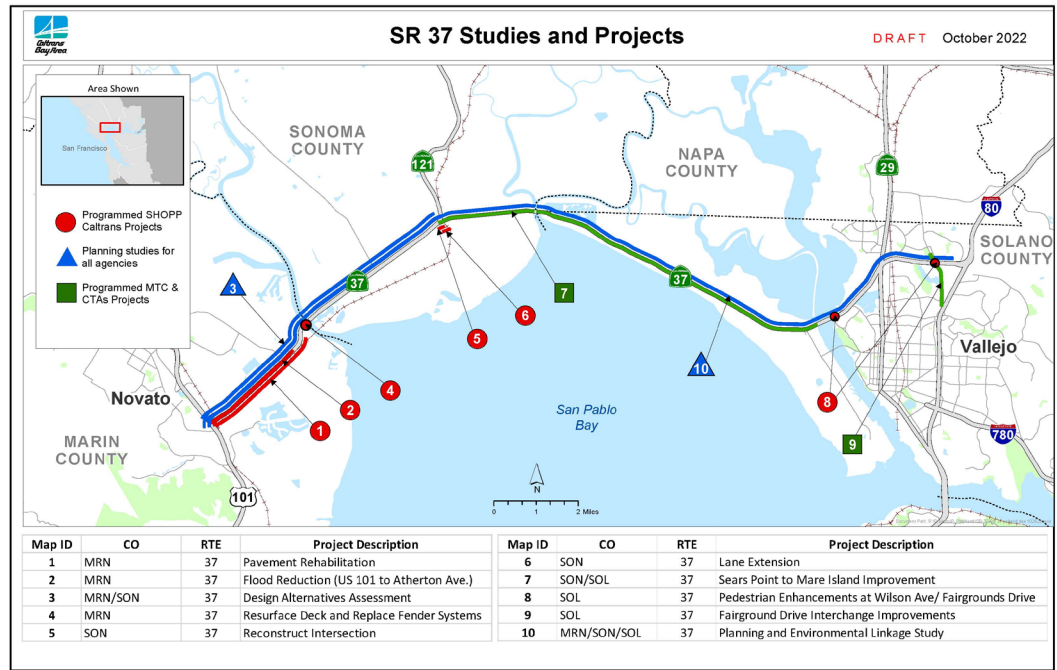 Caltrans
Bay Area
SR 37 Studies and Projects
DRAFT October 2022
Area Shown
San Francisco
Programmed SHOPP
Caltrans Projects
Planning studies for
all agencies
Programmed MTC &
CTAs Projects
SONOMA
COUNTY
NAPA
COUNTY
SOLANO
COUNTY
MARIN
COUNTY
121
29
80
37
37
780
101
Novato
Vallejo
San Pablo
Bay
3
7
6
5
4
2
1
10
8
9
N
0 1 2 Miles
Map ID CO RTE Project Description
1 MRN 37 Pavement Rehabilitation
2 MRN 37 Flood Reduction (US 101 to Atherton Ave.)
3 MRN/SON 37 Design Alternatives Assessment
4 MRN 37 Resurface Deck and Replace Fender Systems
5 SON 37 Reconstruct Intersection
Map ID CO RTE Project Description
6 SON 37 Lane Extension
7 SON/SOL 37 Sears Point to Mare Island Improvement
8 SOL 37 Pedestrian Enhancements at Wilson Ave/ Fairgrounds Drive
9 SOL 37 Fairground Drive Interchange Improvements
10 MRN/SON/SOL 37 Planning and Environmental Linkage Study